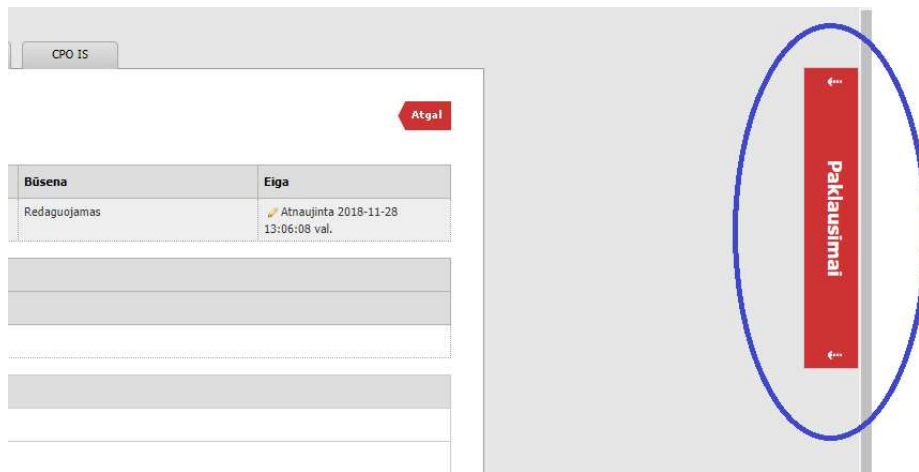 CPO IS
Atgal
Būsena
Eiga
Redaguojamas
Atnaujinta 2018-11-28
13:06:08 val.
Paklausimai